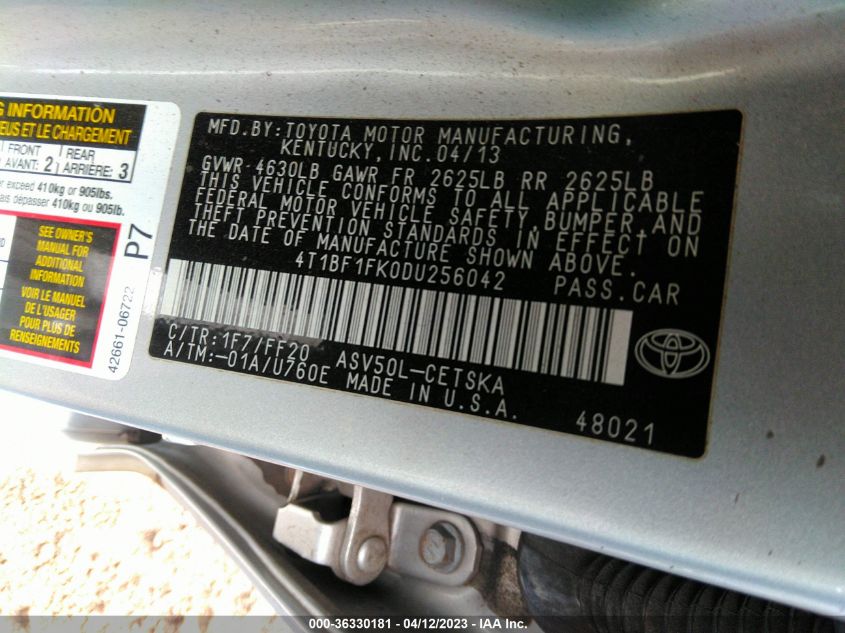 G INFORMATION
EUS ET LE CHARGEMENT
FRONT
AVANT: 2
REAR
ARRIÈRE: 3
er exceed 410kg or 905lbs.
ais dépasser 410kg ou 905lb.
SEE OWNER'S
MANUAL FOR
ADDITIONAL
INFORMATION
VOIR LE MANUEL
DE L'USAGER
POUR PLUS DE
RENSEIGNEMENTS
42661-06722 P7
MFD.BY:TOYOTA MOTOR MANUFACTURING,
KENTUCKY, INC.04/13
GVWR 4630LB GAWR FR 2625LB RR 2625LB
THIS VEHICLE CONFORMS TO ALL APPLICABLE
FEDERAL MOTOR VEHICLE SAFETY, BUMPER, AND
THEFT PREVENTION STANDARDS IN EFFECT ON
THE DATE OF MANUFACTURE SHOWN ABOVE.
4T1BF1FK0DU256042 PASS.CAR
C/TR:1F7/FF20 ASV50L-CETSKA
A/TM:-01A/U760E MADE IN U.S.A.
48021
TOYOTA
000-36330181 - 04/12/2023 - IAA Inc.